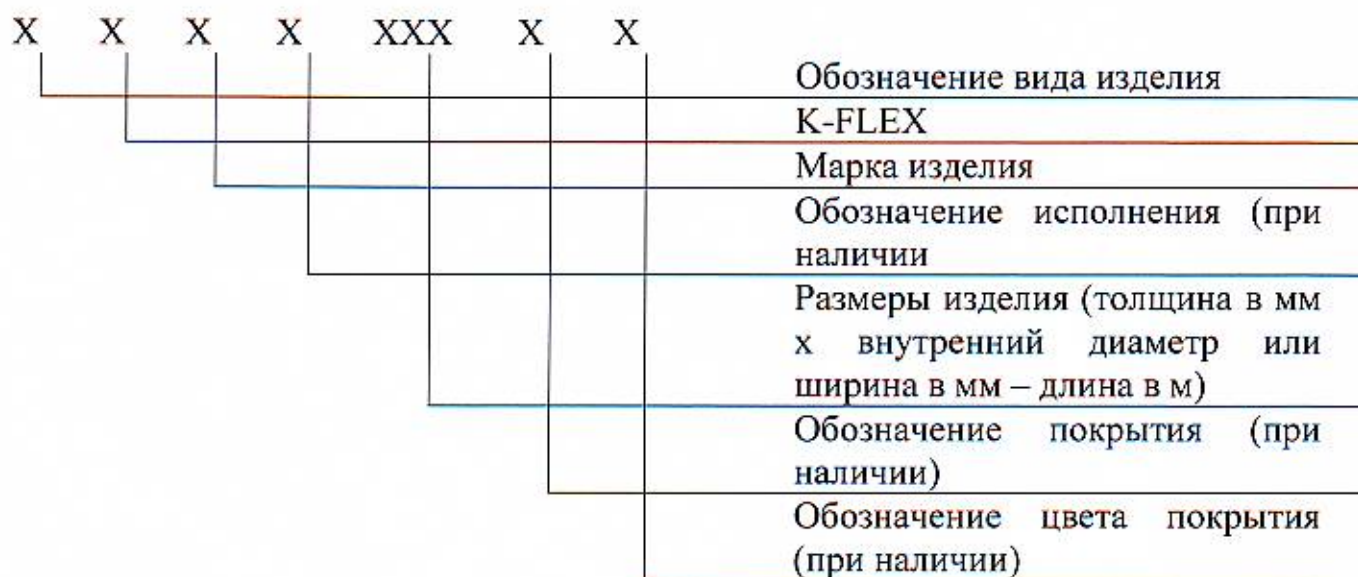 X X X X XXX X X
Обозначение вида изделия
K-FLEX
Марка изделия
Обозначение исполнения (при
наличии
Размеры изделия (толщина в мм
х внутренний диаметр или
ширина в мм – длина в м)
Обозначение покрытия (при
наличии)
Обозначение цвета покрытия
(при наличии)